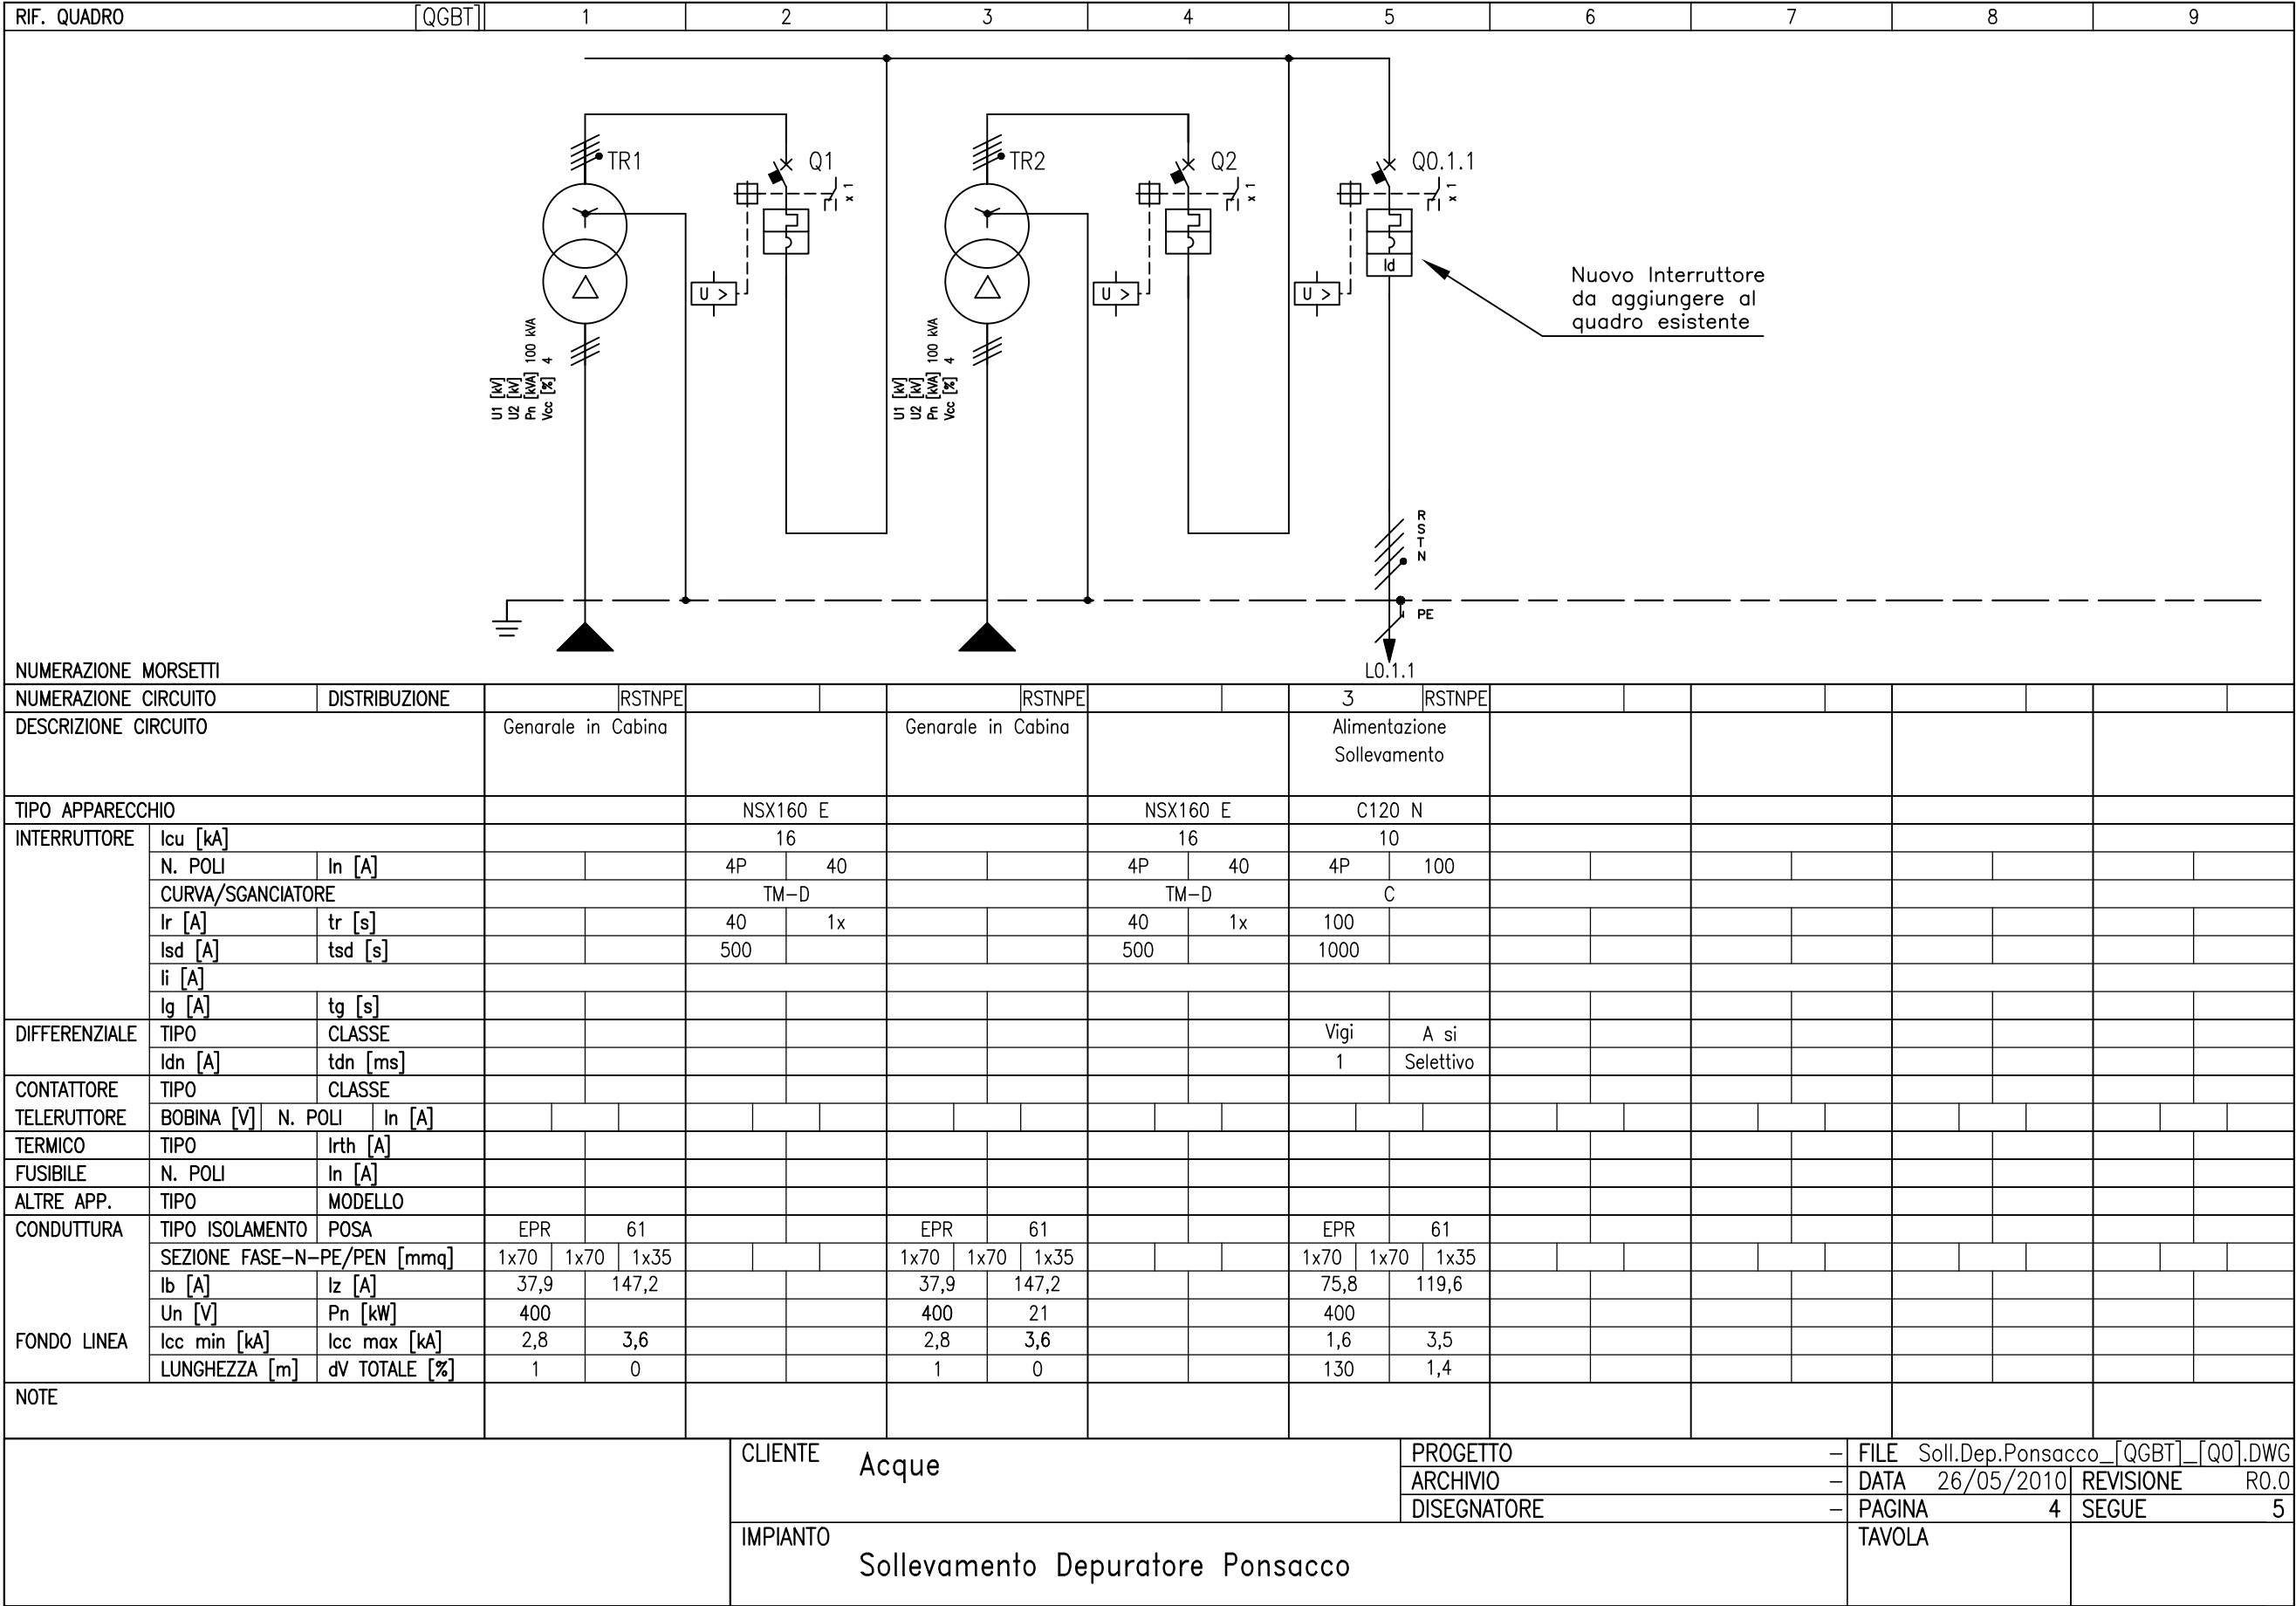 RIF. QUADRO [QGBT] 1 2 3 4 5 6 7 8 9
TR1 Q1 TR2 Q2 Q0.1.1
x 1 x 1 x 1
Id
U > U > U >
Nuovo Interruttore
da aggiungere al
quadro esistente
U1 [kV]
U2 [kV]
Pn [kVA] 100 kVA
Vcc [%] 4
U1 [kV]
U2 [kV]
Pn [kVA] 100 kVA
Vcc [%] 4
R
S
T
N
PE
NUMERAZIONE MORSETTI L0.1.1
NUMERAZIONE CIRCUITO DISTRIBUZIONE RSTNPE RSTNPE 3 RSTNPE
DESCRIZIONE CIRCUITO Genarale in Cabina Genarale in Cabina Alimentazione
Sollevamento
TIPO APPARECCHIO NSX160 E NSX160 E C120 N
INTERRUTTORE Icu [kA] 16 16 10
N. POLI In [A] 4P 40 4P 40 4P 100
CURVA/SGANCIATORE TM-D TM-D C
Ir [A] tr [s] 40 1x 40 1x 100
Isd [A] tsd [s] 500 500 1000
Ii [A]
Ig [A] tg [s]
DIFFERENZIALE TIPO CLASSE Vigi A si
Idn [A] tdn [ms] 1 Selettivo
CONTATTORE TIPO CLASSE
TELERUTTORE BOBINA [V] N. POLI In [A]
TERMICO TIPO Irth [A]
FUSIBILE N. POLI In [A]
ALTRE APP. TIPO MODELLO
CONDUTTURA TIPO ISOLAMENTO POSA EPR 61 EPR 61 EPR 61
SEZIONE FASE-N-PE/PEN [mmq] 1x70 1x70 1x35 1x70 1x70 1x35 1x70 1x70 1x35
Ib [A] Iz [A] 37,9 147,2 37,9 147,2 75,8 119,6
Un [V] Pn [kW] 400 400 21 400
FONDO LINEA Icc min [kA] Icc max [kA] 2,8 3,6 2,8 3,6 1,6 3,5
LUNGHEZZA [m] dV TOTALE [%] 1 0 1 0 130 1,4
NOTE
CLIENTE Acque
PROGETTO - FILE Soll.Dep.Ponsacco_[QGBT]_[Q0].DWG
ARCHIVIO - DATA 26/05/2010 REVISIONE R0.0
DISEGNATORE - PAGINA 4 SEGUE 5
IMPIANTO TAVOLA
Sollevamento Depuratore Ponsacco